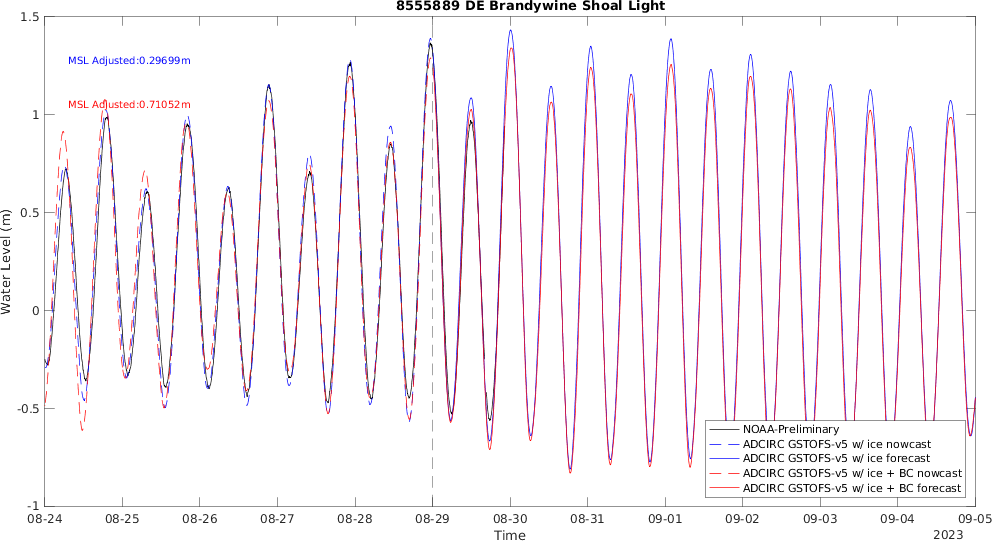 8555889 DE Brandywine Shoal Light
1.5
1
0.5
0
-0.5
-1
Water Level (m)
MSL Adjusted:0.29699m
MSL Adjusted:0.71052m
NOAA-Preliminary
ADCIRC GSTOFS-v5 w/ ice nowcast
ADCIRC GSTOFS-v5 w/ ice forecast
ADCIRC GSTOFS-v5 w/ ice + BC nowcast
ADCIRC GSTOFS-v5 w/ ice + BC forecast
08-24 08-25 08-26 08-27 08-28 08-29 08-30 08-31 09-01 09-02 09-03 09-04 09-05
Time
2023